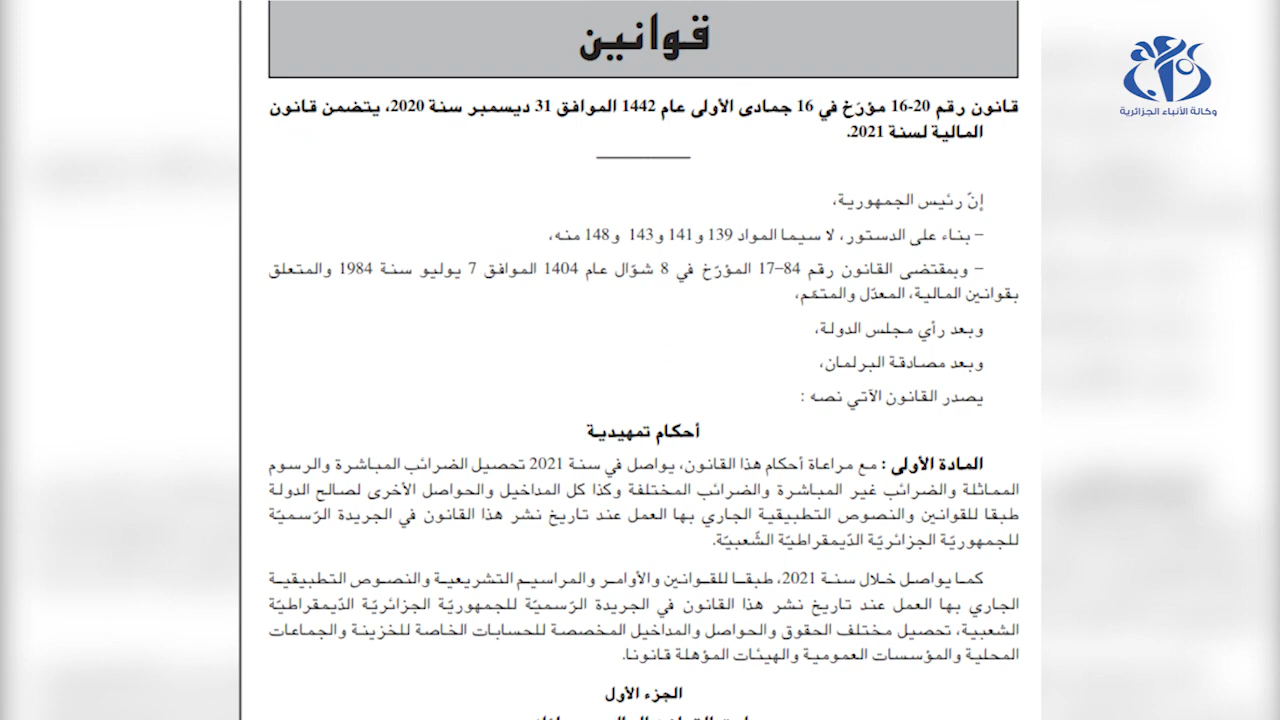 قوانين
وكالة الأنباء الجزائرية
قانون رقم 20-16 مؤرّخ في 16 جمادى الأولى عام 1442 الموافق 31 ديسمبر سنة 2020، يتضمن قانون
المالية لسنة 2021.
إنّ رئيس الجمهورية،
– بناء على الدستور، لا سيما المواد 139 و141 و143 و148 منه،
– وبمقتضى القانون رقم 84–17 المؤرّخ في 8 شوّال عام 1404 الموافق 7 يوليو سنة 1984 والمتعلق
بقوانين المالية، المعدّل والمتمّم،
وبعد رأي مجلس الدولة،
وبعد مصادقة البرلمان،
يصدر القانون الآتي نصه :
أحكام تمهيدية
المادة الأولى : مع مراعاة أحكام هذا القانون، يواصل في سنة 2021 تحصيل الضرائب المباشرة والرسوم
المماثلة والضرائب غير المباشرة والضرائب المختلفة وكذا كل المداخيل والحواصل الأخرى لصالح الدولة
طبقا للقوانين والنصوص التطبيقية الجاري بها العمل عند تاريخ نشر هذا القانون في الجريدة الرّسميّة
للجمهوريّة الجزائريّة الدّيمقراطيّة الشّعبيّة.
كما يواصل خلال سنة 2021، طبقا للقوانين والأوامر والمراسيم التشريعية والنصوص التطبيقية
الجاري بها العمل عند تاريخ نشر هذا القانون في الجريدة الرّسميّة للجمهوريّة الجزائريّة الدّيمقراطيّة
الشعبية، تحصيل مختلف الحقوق والحواصل والمداخيل المخصصة للحسابات الخاصة للخزينة والجماعات
المحلية والمؤسسات العمومية والهيئات المؤهلة قانونا.
الجزء الأول